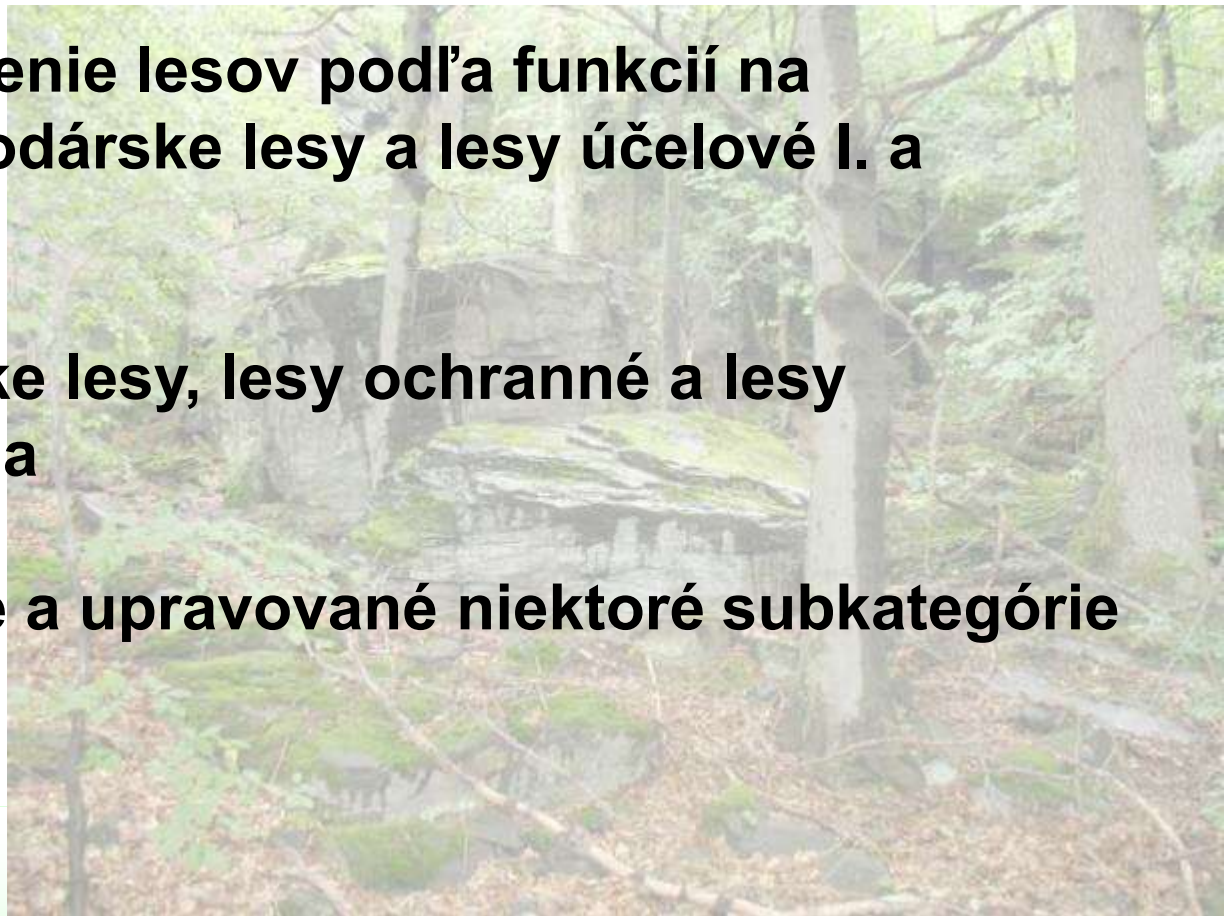 enie lesov podľa funkcií na
odárske lesy a lesy účelové I. a
ke lesy, lesy ochranné a lesy
a
e a upravované niektoré subkategórie